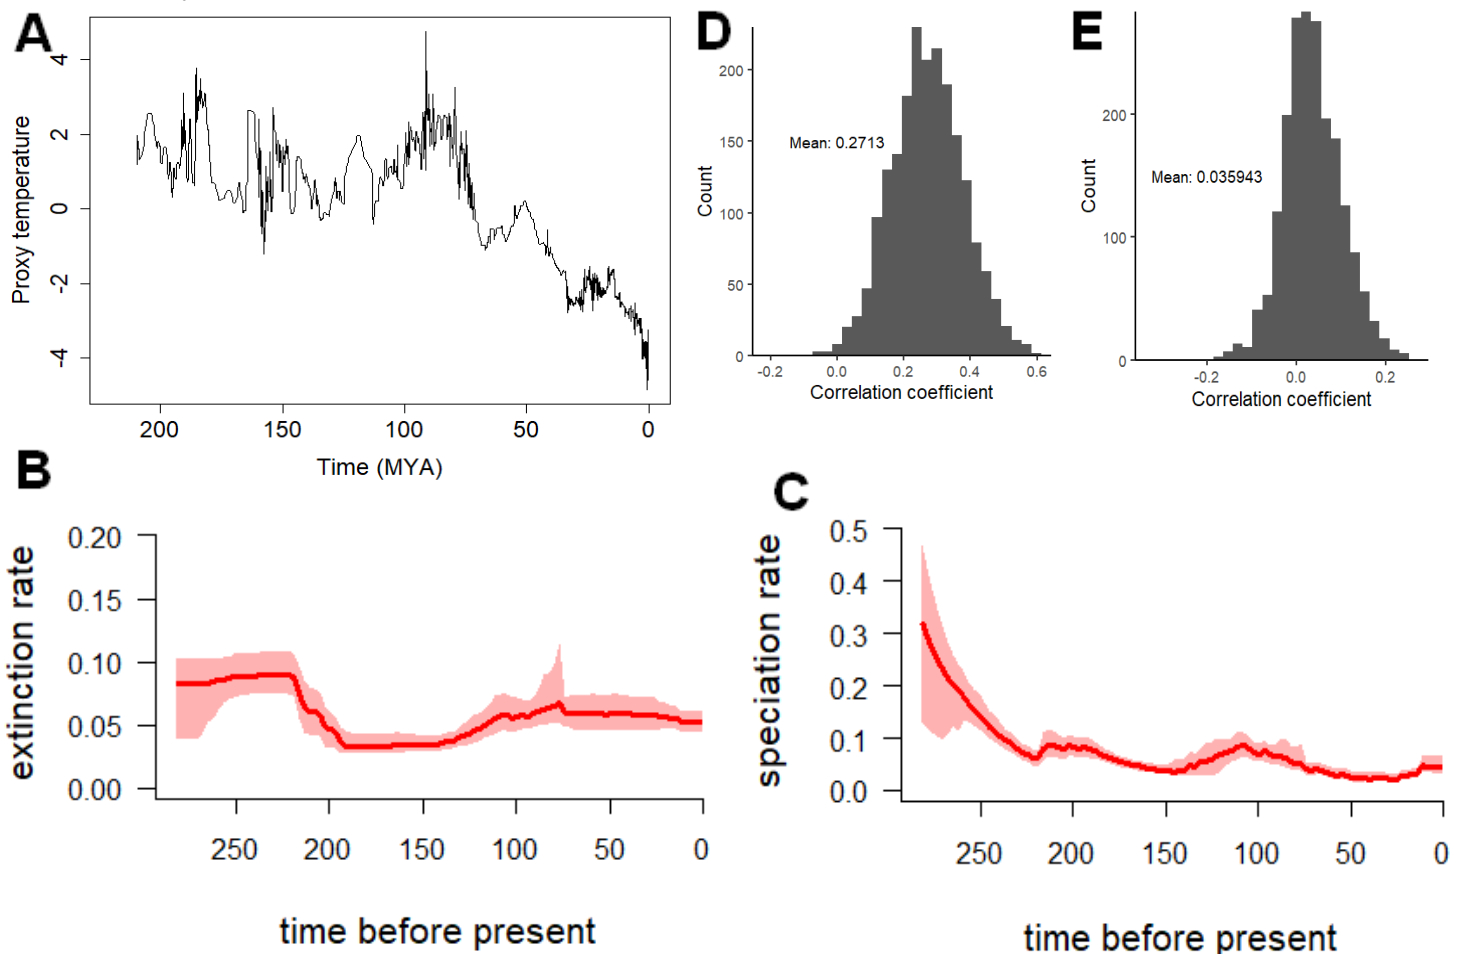 A
4
2
0
-2
-4
Proxy temperature
200
150
100
50
0
Time (MYA)
D
200
150
100
50
0
Count
Mean: 0.2713
-0.2
0.0
0.2
0.4
0.6
Correlation coefficient
E
200
100
0
Count
Mean: 0.035943
-0.2
0.0
0.2
Correlation coefficient
B
0.20
0.15
0.10
0.05
0.00
extinction rate
250
200
150
100
50
0
time before present
C
0.5
0.4
0.3
0.2
0.1
0.0
speciation rate
250
200
150
100
50
0
time before present